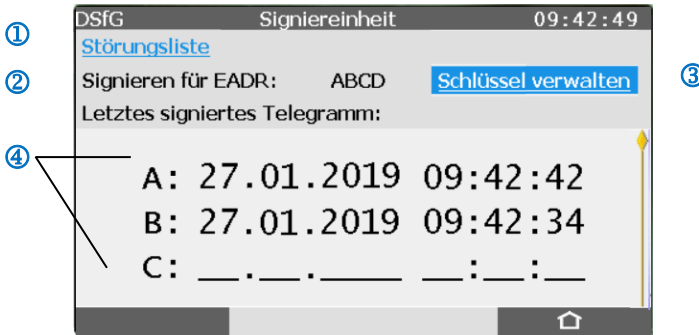 DSfG Signiereinheit 09:42:49
① Störungsliste
② Signieren für EADR: ABCD Schlüssel verwalten ③
Letztes signiertes Telegramm:
④ A: 27.01.2019 09:42:42
B: 27.01.2019 09:42:34
C: __.__.____ __:__:__